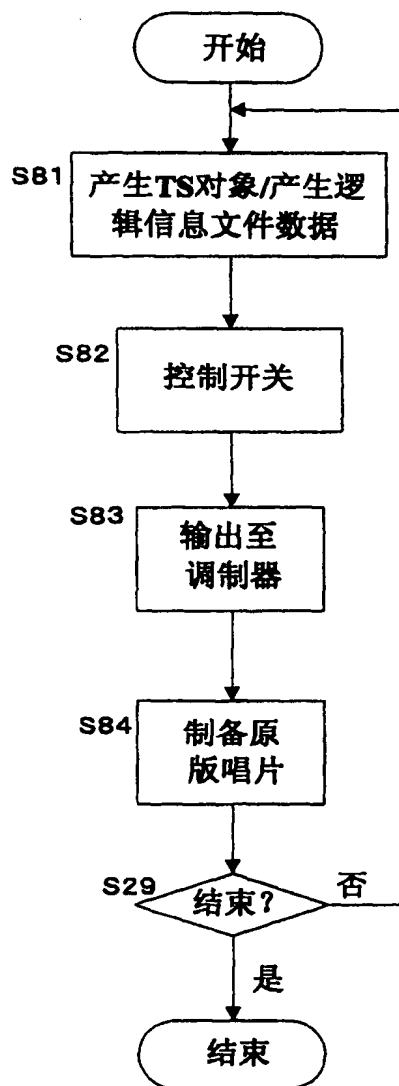 开始
S81
产生TS对象/产生逻
辑信息文件数据
S82
控制开关
S83
输出至
调制器
S84
制备原
版唱片
S29
结束?
否
是
结束